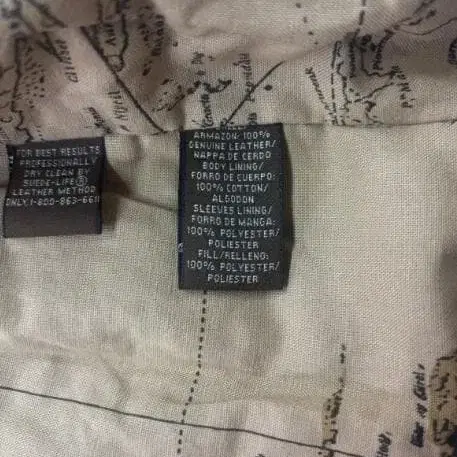 FOR BEST RESULTS
PROFESSIONALLY
DRY CLEAN BY
SUEDE-LIFE®
LEATHER METHOD
ONLY.1-800-863-6611
SHELL/
ARMAZON: 100%
GENUINE LEATHER/
NAPPA DE CERDO
BODY LINING/
FORRO DE CUERPO:
100% COTTON/
ALGODON
SLEEVES LINING/
FORRO DE MANGA:
100% POLYESTER/
POLIESTER
FILL/RELLENO:
100% POLYESTER/
POLIESTER